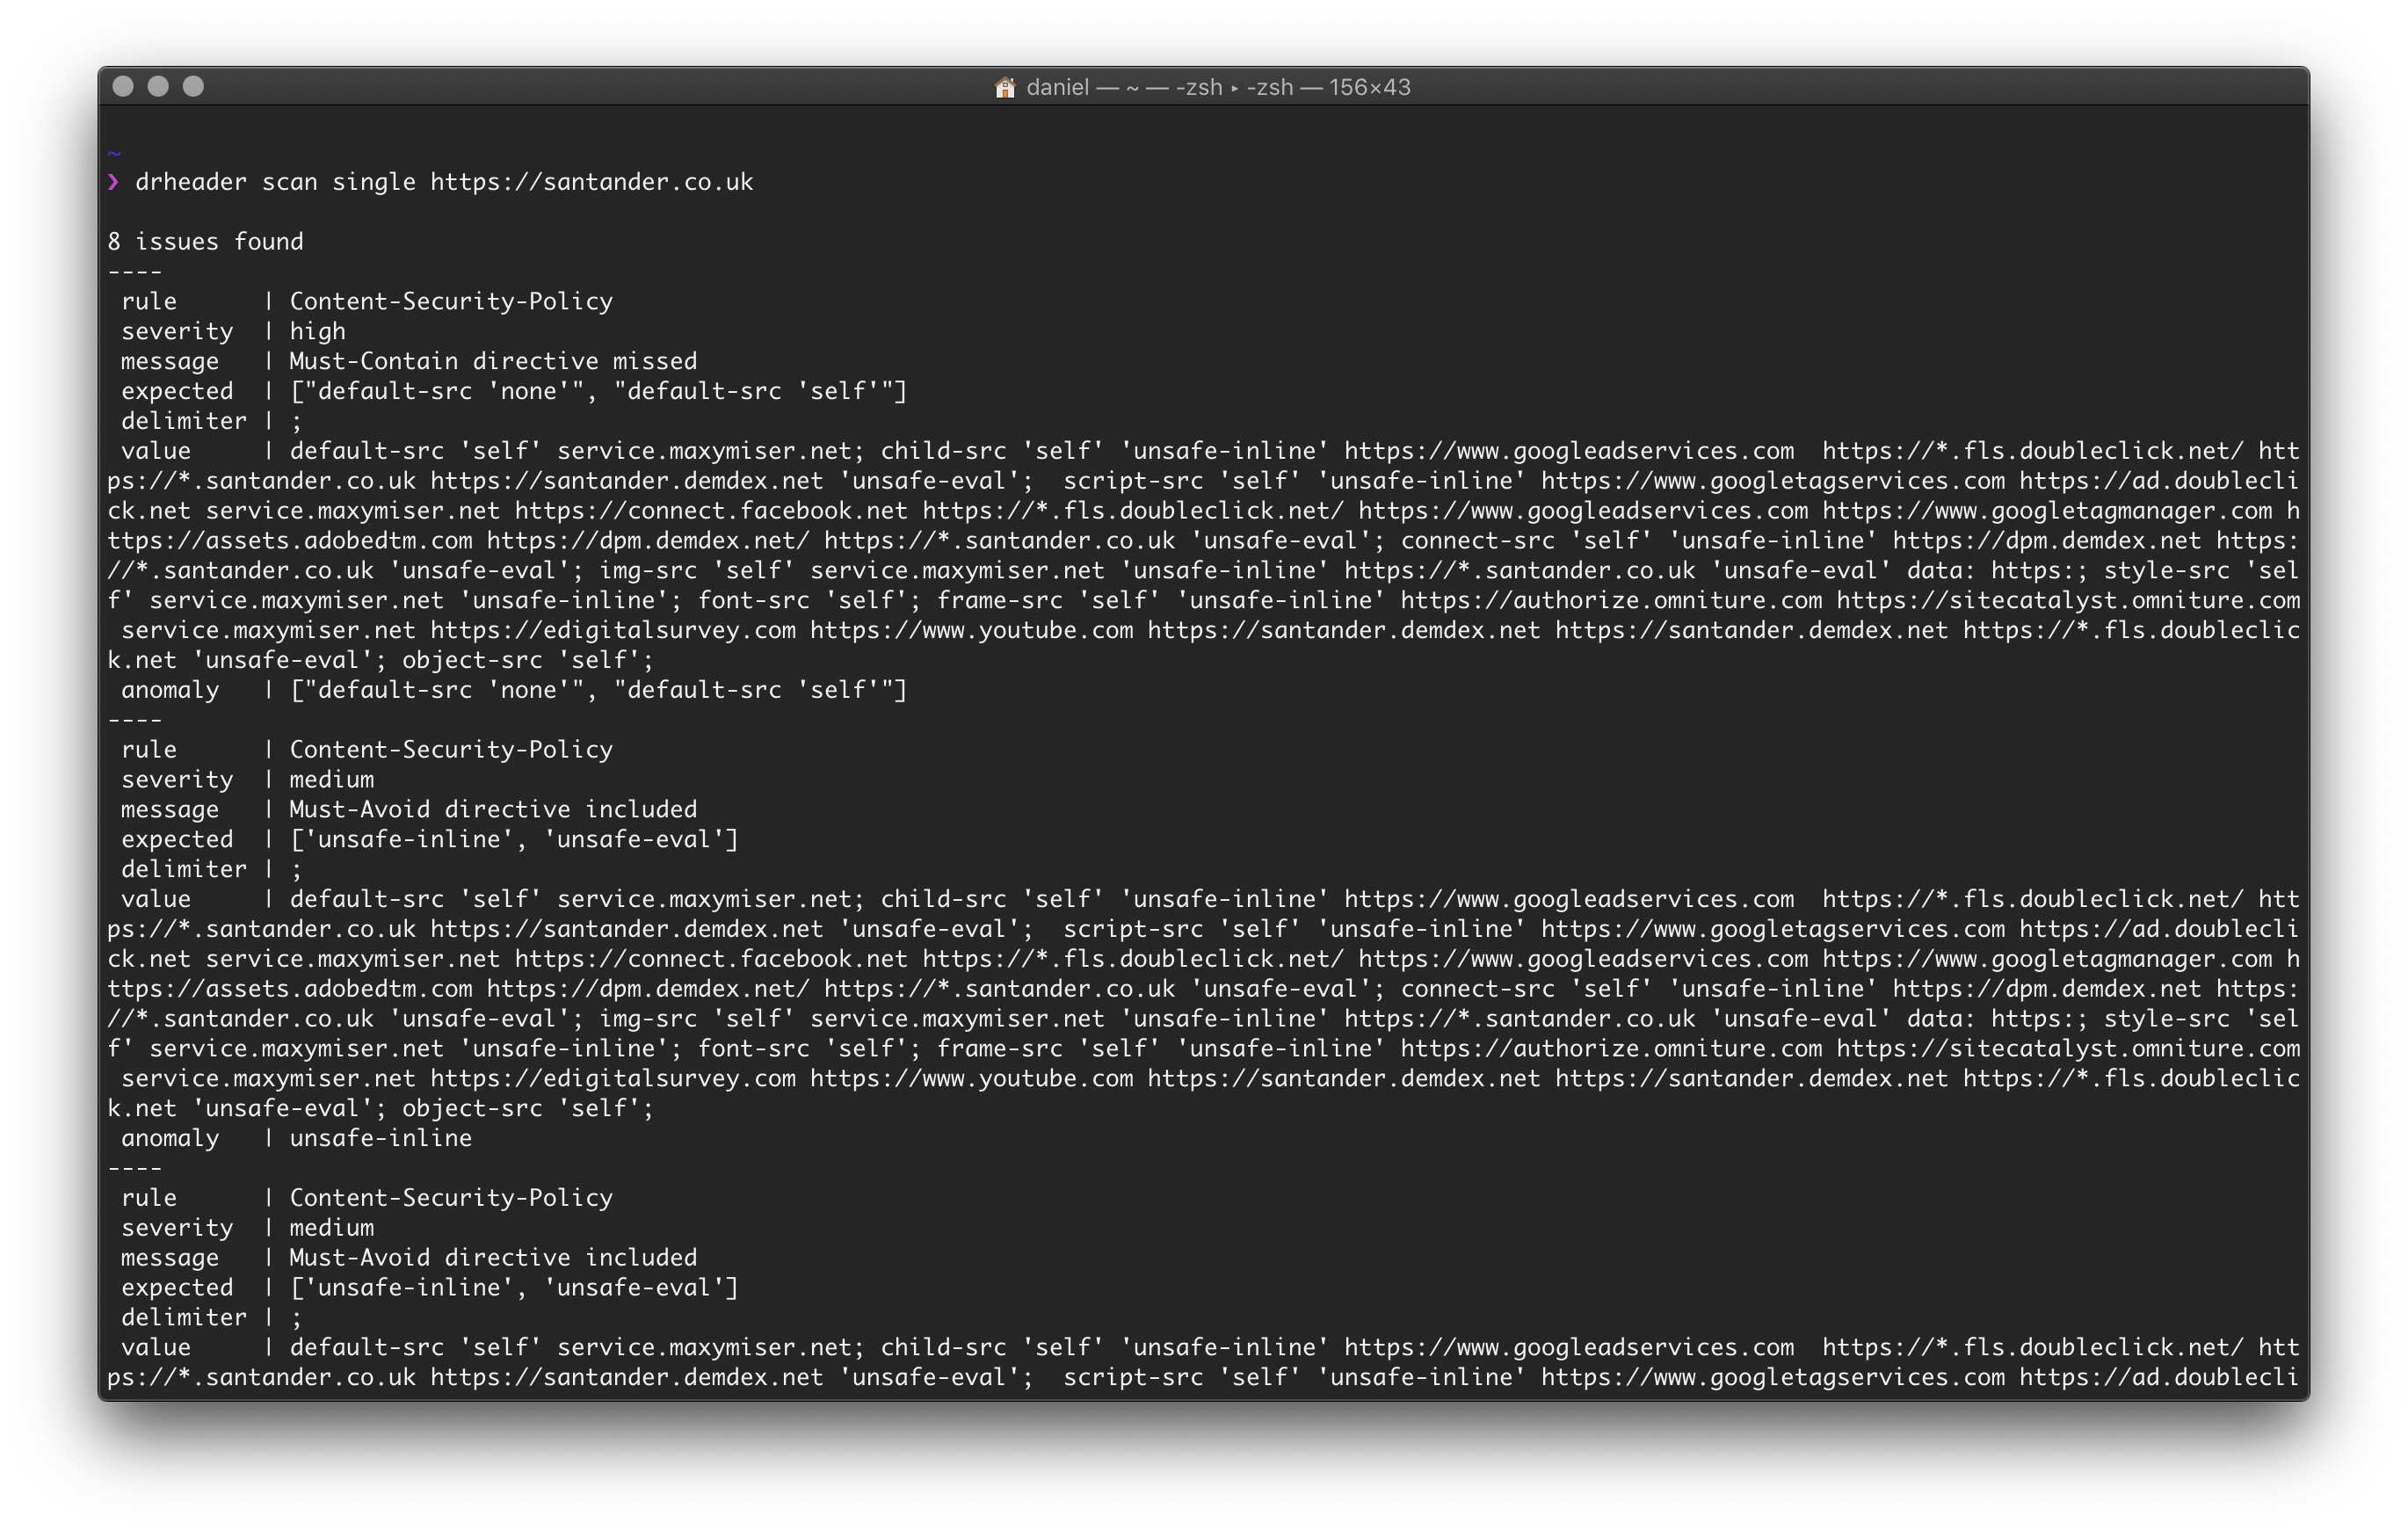 daniel — ~ — -zsh ▸ -zsh — 156×43
~
❯ drheader scan single https://santander.co.uk
8 issues found
----
rule      | Content-Security-Policy
severity  | high
message   | Must-Contain directive missed
expected  | ["default-src 'none'", "default-src 'self'"]
delimiter | ;
value     | default-src 'self' service.maxymiser.net; child-src 'self' 'unsafe-inline' https://www.googleadservices.com  https://*.fls.doubleclick.net/ htt
ps://*.santander.co.uk https://santander.demdex.net 'unsafe-eval';  script-src 'self' 'unsafe-inline' https://www.googletagservices.com https://ad.doublecli
ck.net service.maxymiser.net https://connect.facebook.net https://*.fls.doubleclick.net/ https://www.googleadservices.com https://www.googletagmanager.com h
ttps://assets.adobedtm.com https://dpm.demdex.net/ https://*.santander.co.uk 'unsafe-eval'; connect-src 'self' 'unsafe-inline' https://dpm.demdex.net https:
//*.santander.co.uk 'unsafe-eval'; img-src 'self' service.maxymiser.net 'unsafe-inline' https://*.santander.co.uk 'unsafe-eval' data: https:; style-src 'sel
f' service.maxymiser.net 'unsafe-inline'; font-src 'self'; frame-src 'self' 'unsafe-inline' https://authorize.omniture.com https://sitecatalyst.omniture.com
service.maxymiser.net https://edigitalsurvey.com https://www.youtube.com https://santander.demdex.net https://santander.demdex.net https://*.fls.doubleclic
k.net 'unsafe-eval'; object-src 'self';
anomaly   | ["default-src 'none'", "default-src 'self'"]
----
rule      | Content-Security-Policy
severity  | medium
message   | Must-Avoid directive included
expected  | ['unsafe-inline', 'unsafe-eval']
delimiter | ;
value     | default-src 'self' service.maxymiser.net; child-src 'self' 'unsafe-inline' https://www.googleadservices.com  https://*.fls.doubleclick.net/ htt
ps://*.santander.co.uk https://santander.demdex.net 'unsafe-eval';  script-src 'self' 'unsafe-inline' https://www.googletagservices.com https://ad.doublecli
ck.net service.maxymiser.net https://connect.facebook.net https://*.fls.doubleclick.net/ https://www.googleadservices.com https://www.googletagmanager.com h
ttps://assets.adobedtm.com https://dpm.demdex.net/ https://*.santander.co.uk 'unsafe-eval'; connect-src 'self' 'unsafe-inline' https://dpm.demdex.net https:
//*.santander.co.uk 'unsafe-eval'; img-src 'self' service.maxymiser.net 'unsafe-inline' https://*.santander.co.uk 'unsafe-eval' data: https:; style-src 'sel
f' service.maxymiser.net 'unsafe-inline'; font-src 'self'; frame-src 'self' 'unsafe-inline' https://authorize.omniture.com https://sitecatalyst.omniture.com
service.maxymiser.net https://edigitalsurvey.com https://www.youtube.com https://santander.demdex.net https://santander.demdex.net https://*.fls.doubleclic
k.net 'unsafe-eval'; object-src 'self';
anomaly   | unsafe-inline
----
rule      | Content-Security-Policy
severity  | medium
message   | Must-Avoid directive included
expected  | ['unsafe-inline', 'unsafe-eval']
delimiter | ;
value     | default-src 'self' service.maxymiser.net; child-src 'self' 'unsafe-inline' https://www.googleadservices.com  https://*.fls.doubleclick.net/ htt
ps://*.santander.co.uk https://santander.demdex.net 'unsafe-eval';  script-src 'self' 'unsafe-inline' https://www.googletagservices.com https://ad.doublecli